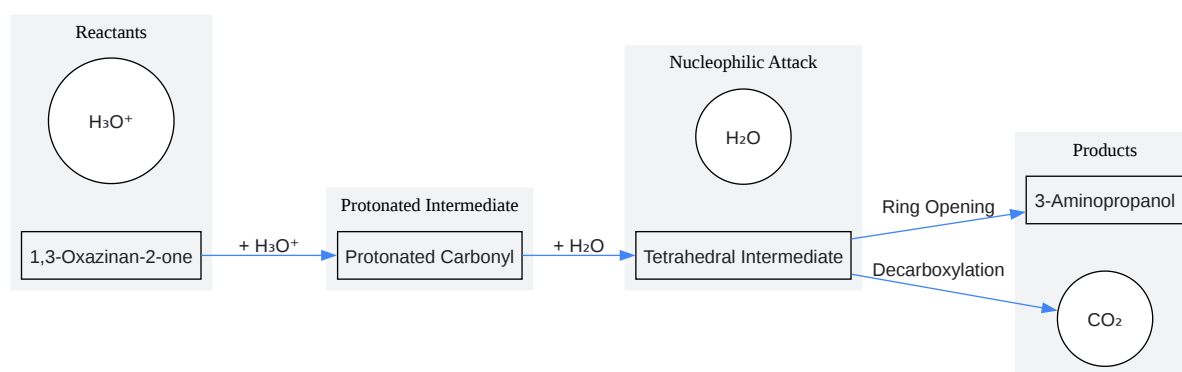 Reactants
H₃O⁺
1,3-Oxazinan-2-one
+ H₃O⁺
Protonated Intermediate
Protonated Carbonyl
+ H₂O
Nucleophilic Attack
H₂O
Tetrahedral Intermediate
Ring Opening
Decarboxylation
Products
3-Aminopropanol
CO₂